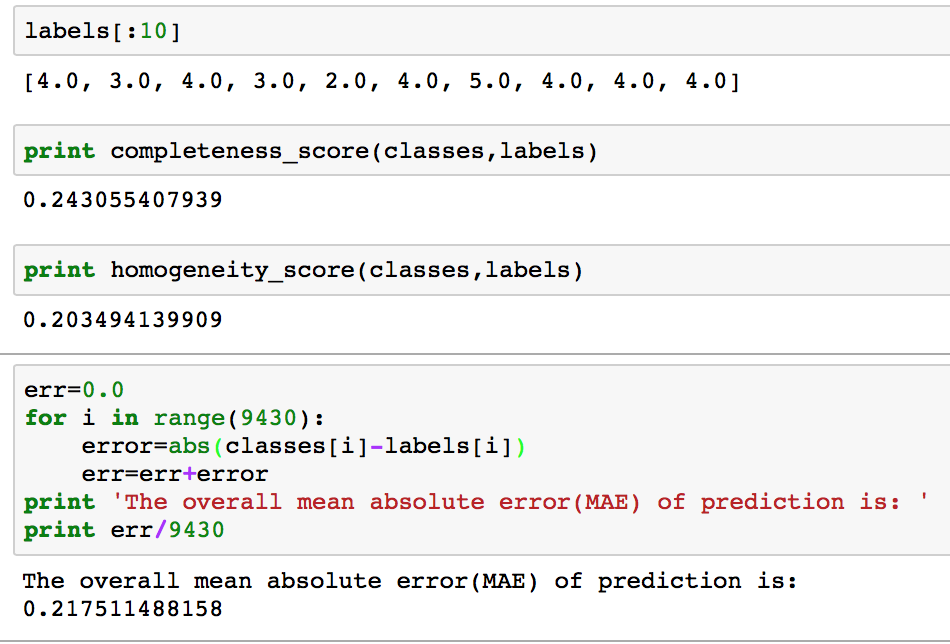 labels[:10]
[4.0, 3.0, 4.0, 3.0, 2.0, 4.0, 5.0, 4.0, 4.0, 4.0]
print completeness_score(classes,labels)
0.243055407939
print homogeneity_score(classes,labels)
0.203494139909
err=0.0
for i in range(9430):
    error=abs(classes[i]-labels[i])
    err=err+error
print 'The overall mean absolute error(MAE) of prediction is: '
print err/9430
The overall mean absolute error(MAE) of prediction is:
0.217511488158